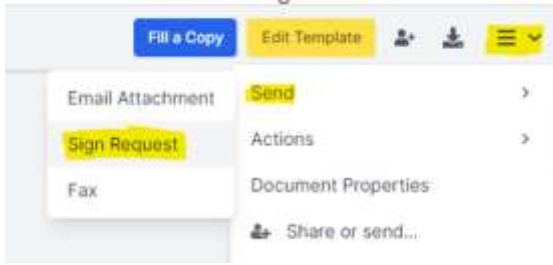 Fill a Copy Edit Template
Email Attachment Send
Sign Request Actions
Fax Document Properties
Share or send...